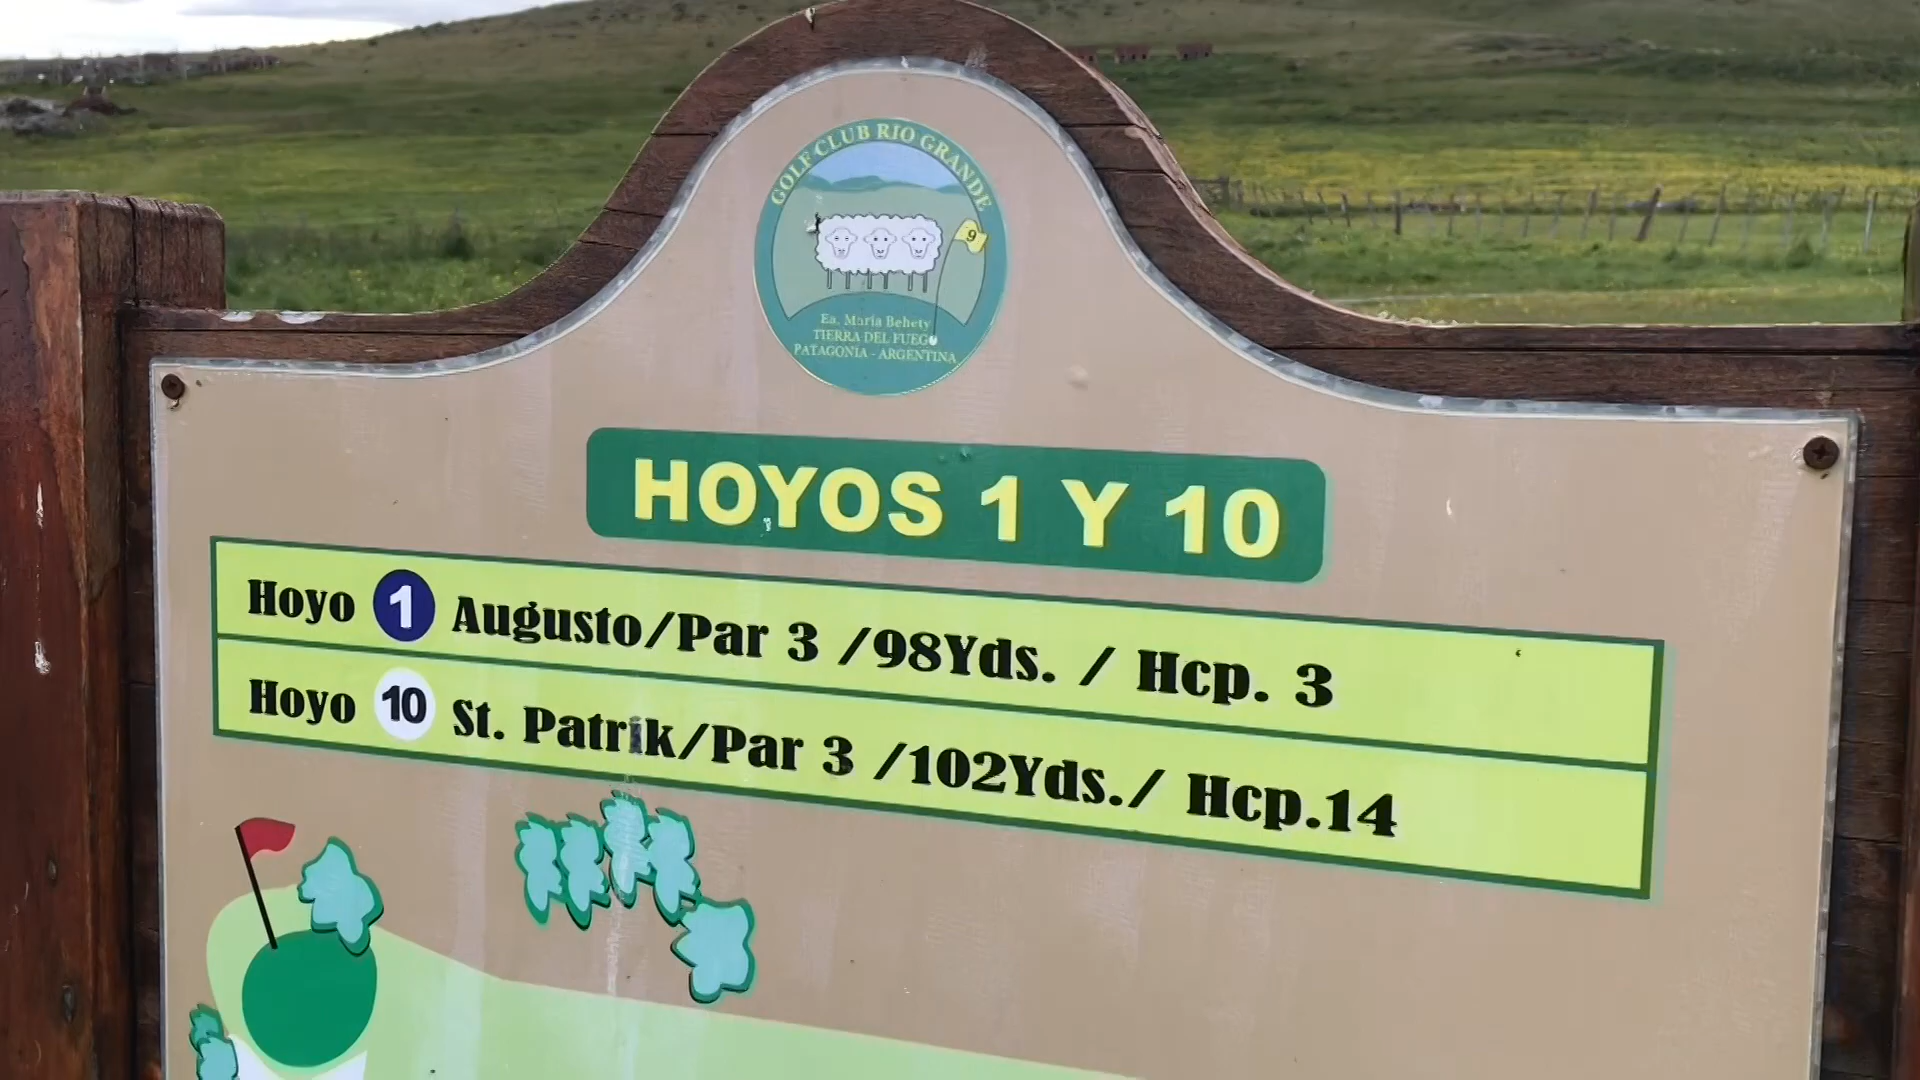 GOLF CLUB RIO GRANDE
9
Ea. María Behety
TIERRA DEL FUEGO
PATAGONIA - ARGENTINA
HOYOS 1 Y 10
Hoyo 1 Augusto/Par 3 /98Yds. / Hcp. 3
Hoyo 10 St. Patrik/Par 3 /102Yds./ Hcp.14